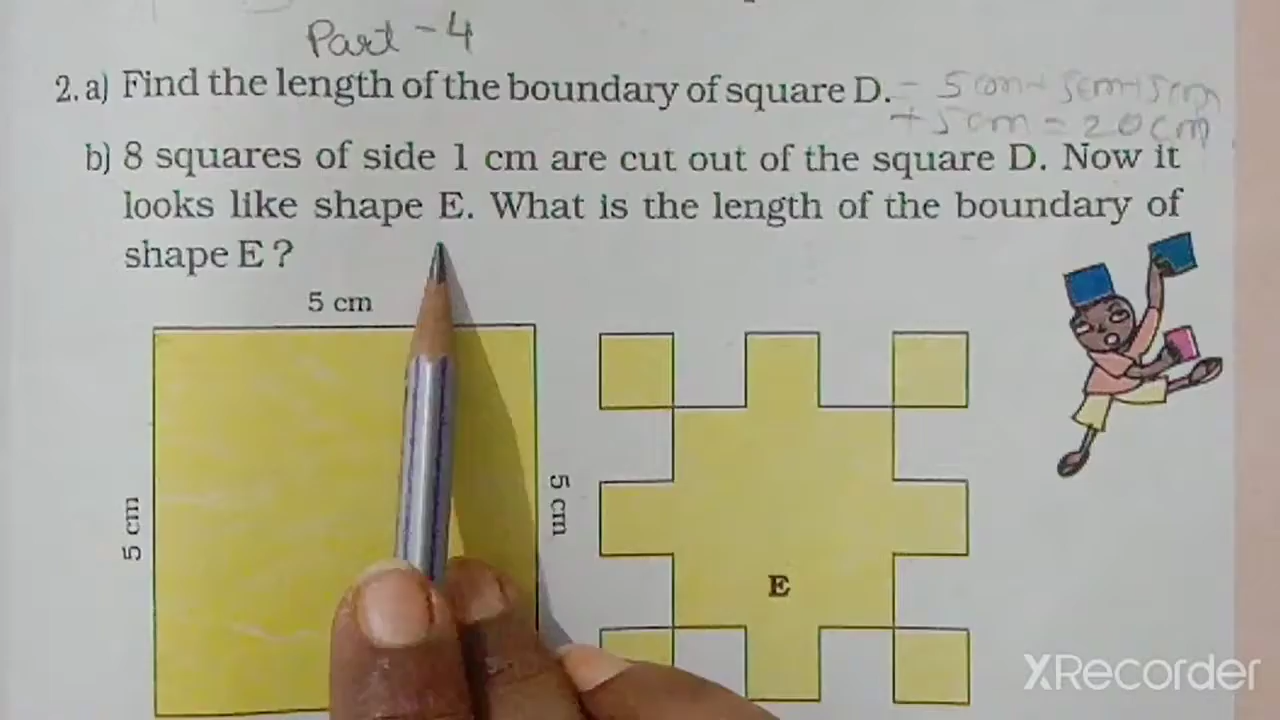 Part - 4
2. a) Find the length of the boundary of square D. - 5cm + 5cm + 5cm
+ 5cm = 20cm
b) 8 squares of side 1 cm are cut out of the square D. Now it
looks like shape E. What is the length of the boundary of
shape E ?
5 cm
5 cm
5 cm
E
XRecorder